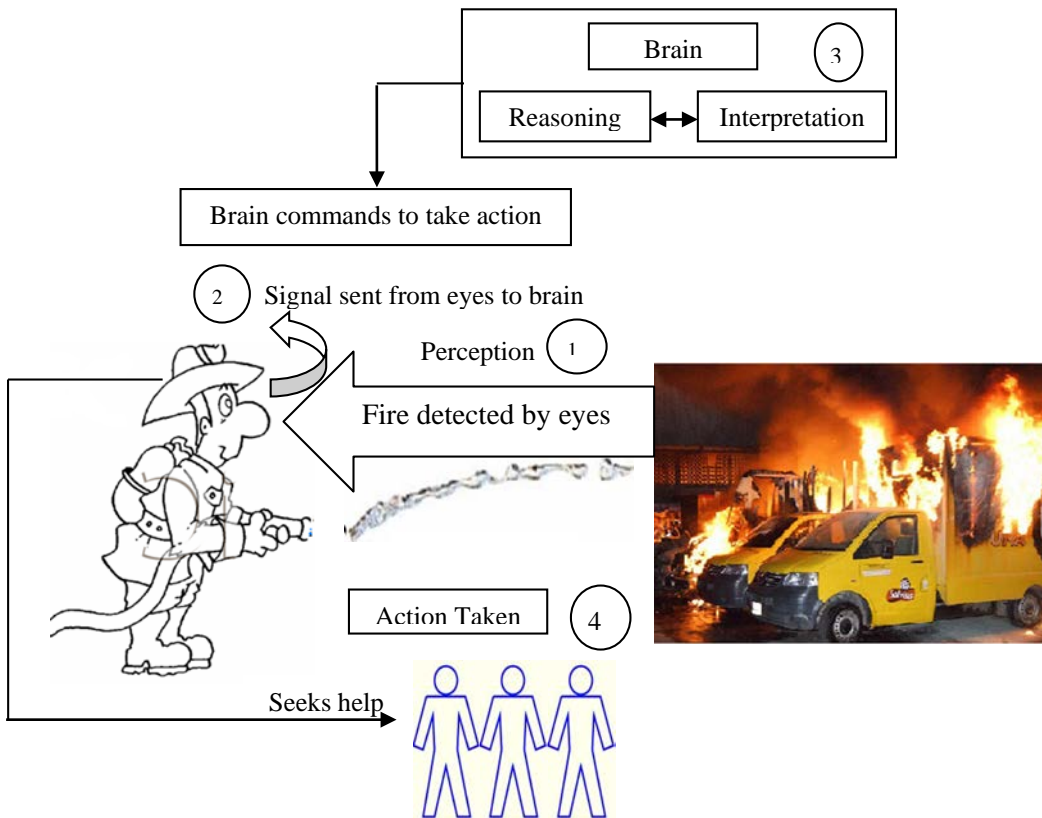 Brain
3
Reasoning
Interpretation
Brain commands to take action
2
Signal sent from eyes to brain
Perception
1
Fire detected by eyes
Action Taken
4
Seeks help